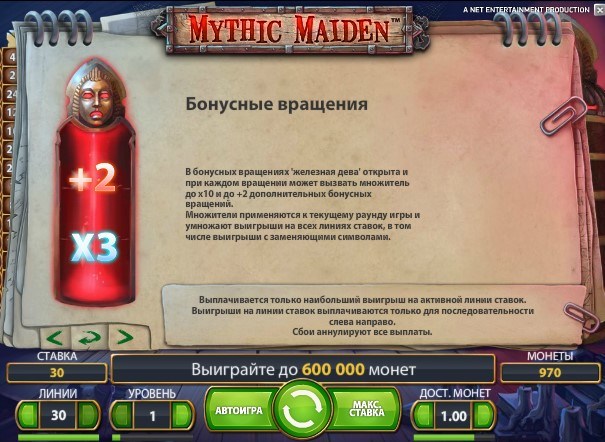 MYTHIC MAIDEN™
A NET ENTERTAINMENT PRODUCTION
Бонусные вращения
+2
X3
В бонусных вращениях 'железная дева' открыта и
при каждом вращении может вызвать множитель
до x10 и до +2 дополнительных бонусных
вращений.
Множители применяются к текущему раунду игры и
умножают выигрыши на всех линиях ставок, в том
числе выигрыши с заменяющими символами.
Выплачивается только наибольший выигрыш на активной линии ставок.
Выигрыши на линии ставок выплачиваются только для последовательности
слева направо.
Сбои аннулируют все выплаты.
СТАВКА
30
Выиграйте до 600 000 монет
МОНЕТЫ
970
ЛИНИИ
30
УРОВЕНЬ
1
АВТОИГРА
МАКС.
СТАВКА
ДОСТ. МОНЕТ
1.00